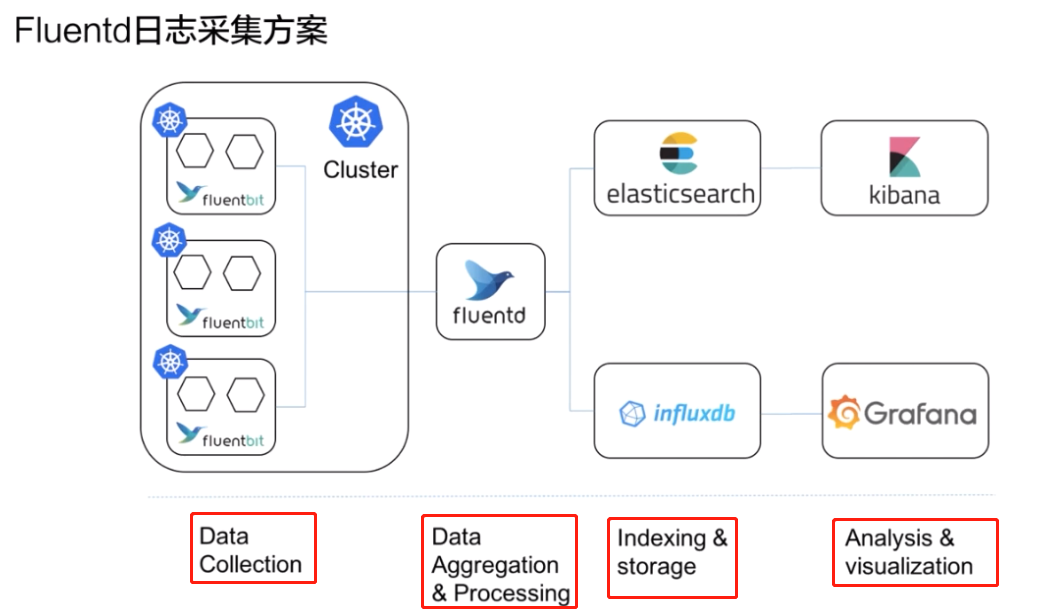 Fluentd日志采集方案
Cluster
fluentbit
fluentbit
fluentbit
fluentd
elasticsearch
kibana
influxdb
Grafana
Data
Collection
Data
Aggregation
& Processing
Indexing &
storage
Analysis &
visualization